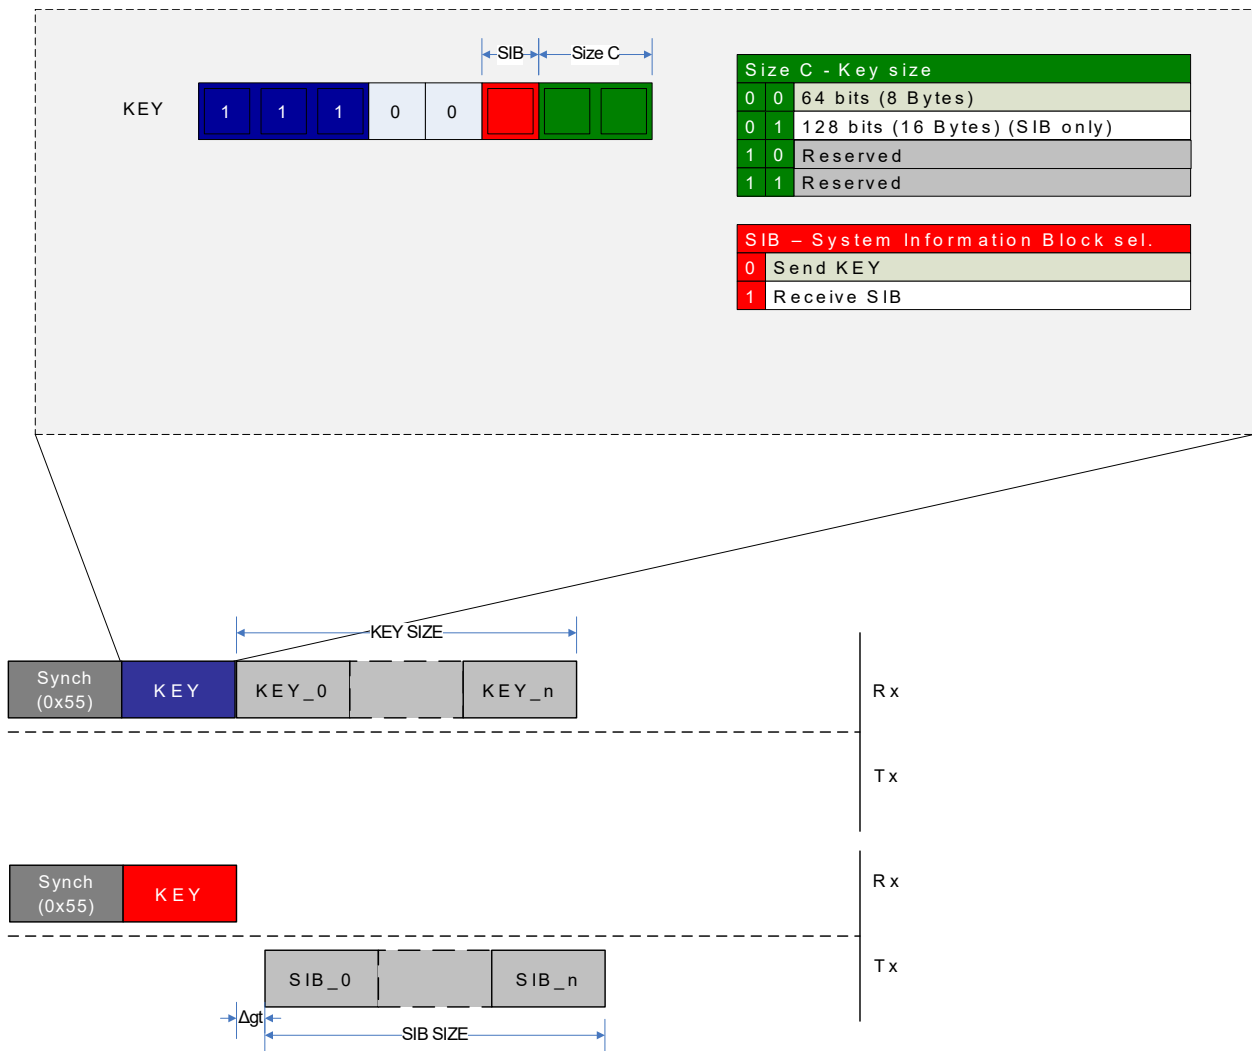 SIB Size C
KEY 1 1 1 0 0
Size C - Key size
0 0 64 bits (8 Bytes)
0 1 128 bits (16 Bytes) (SIB only)
1 0 Reserved
1 1 Reserved
SIB – System Information Block sel.
0 Send KEY
1 Receive SIB
KEY SIZE
Synch
(0x55)
KEY KEY_0 KEY_n Rx
Tx
Synch
(0x55)
KEY Rx
SIB_0 SIB_n Tx
Δgt
SIB SIZE